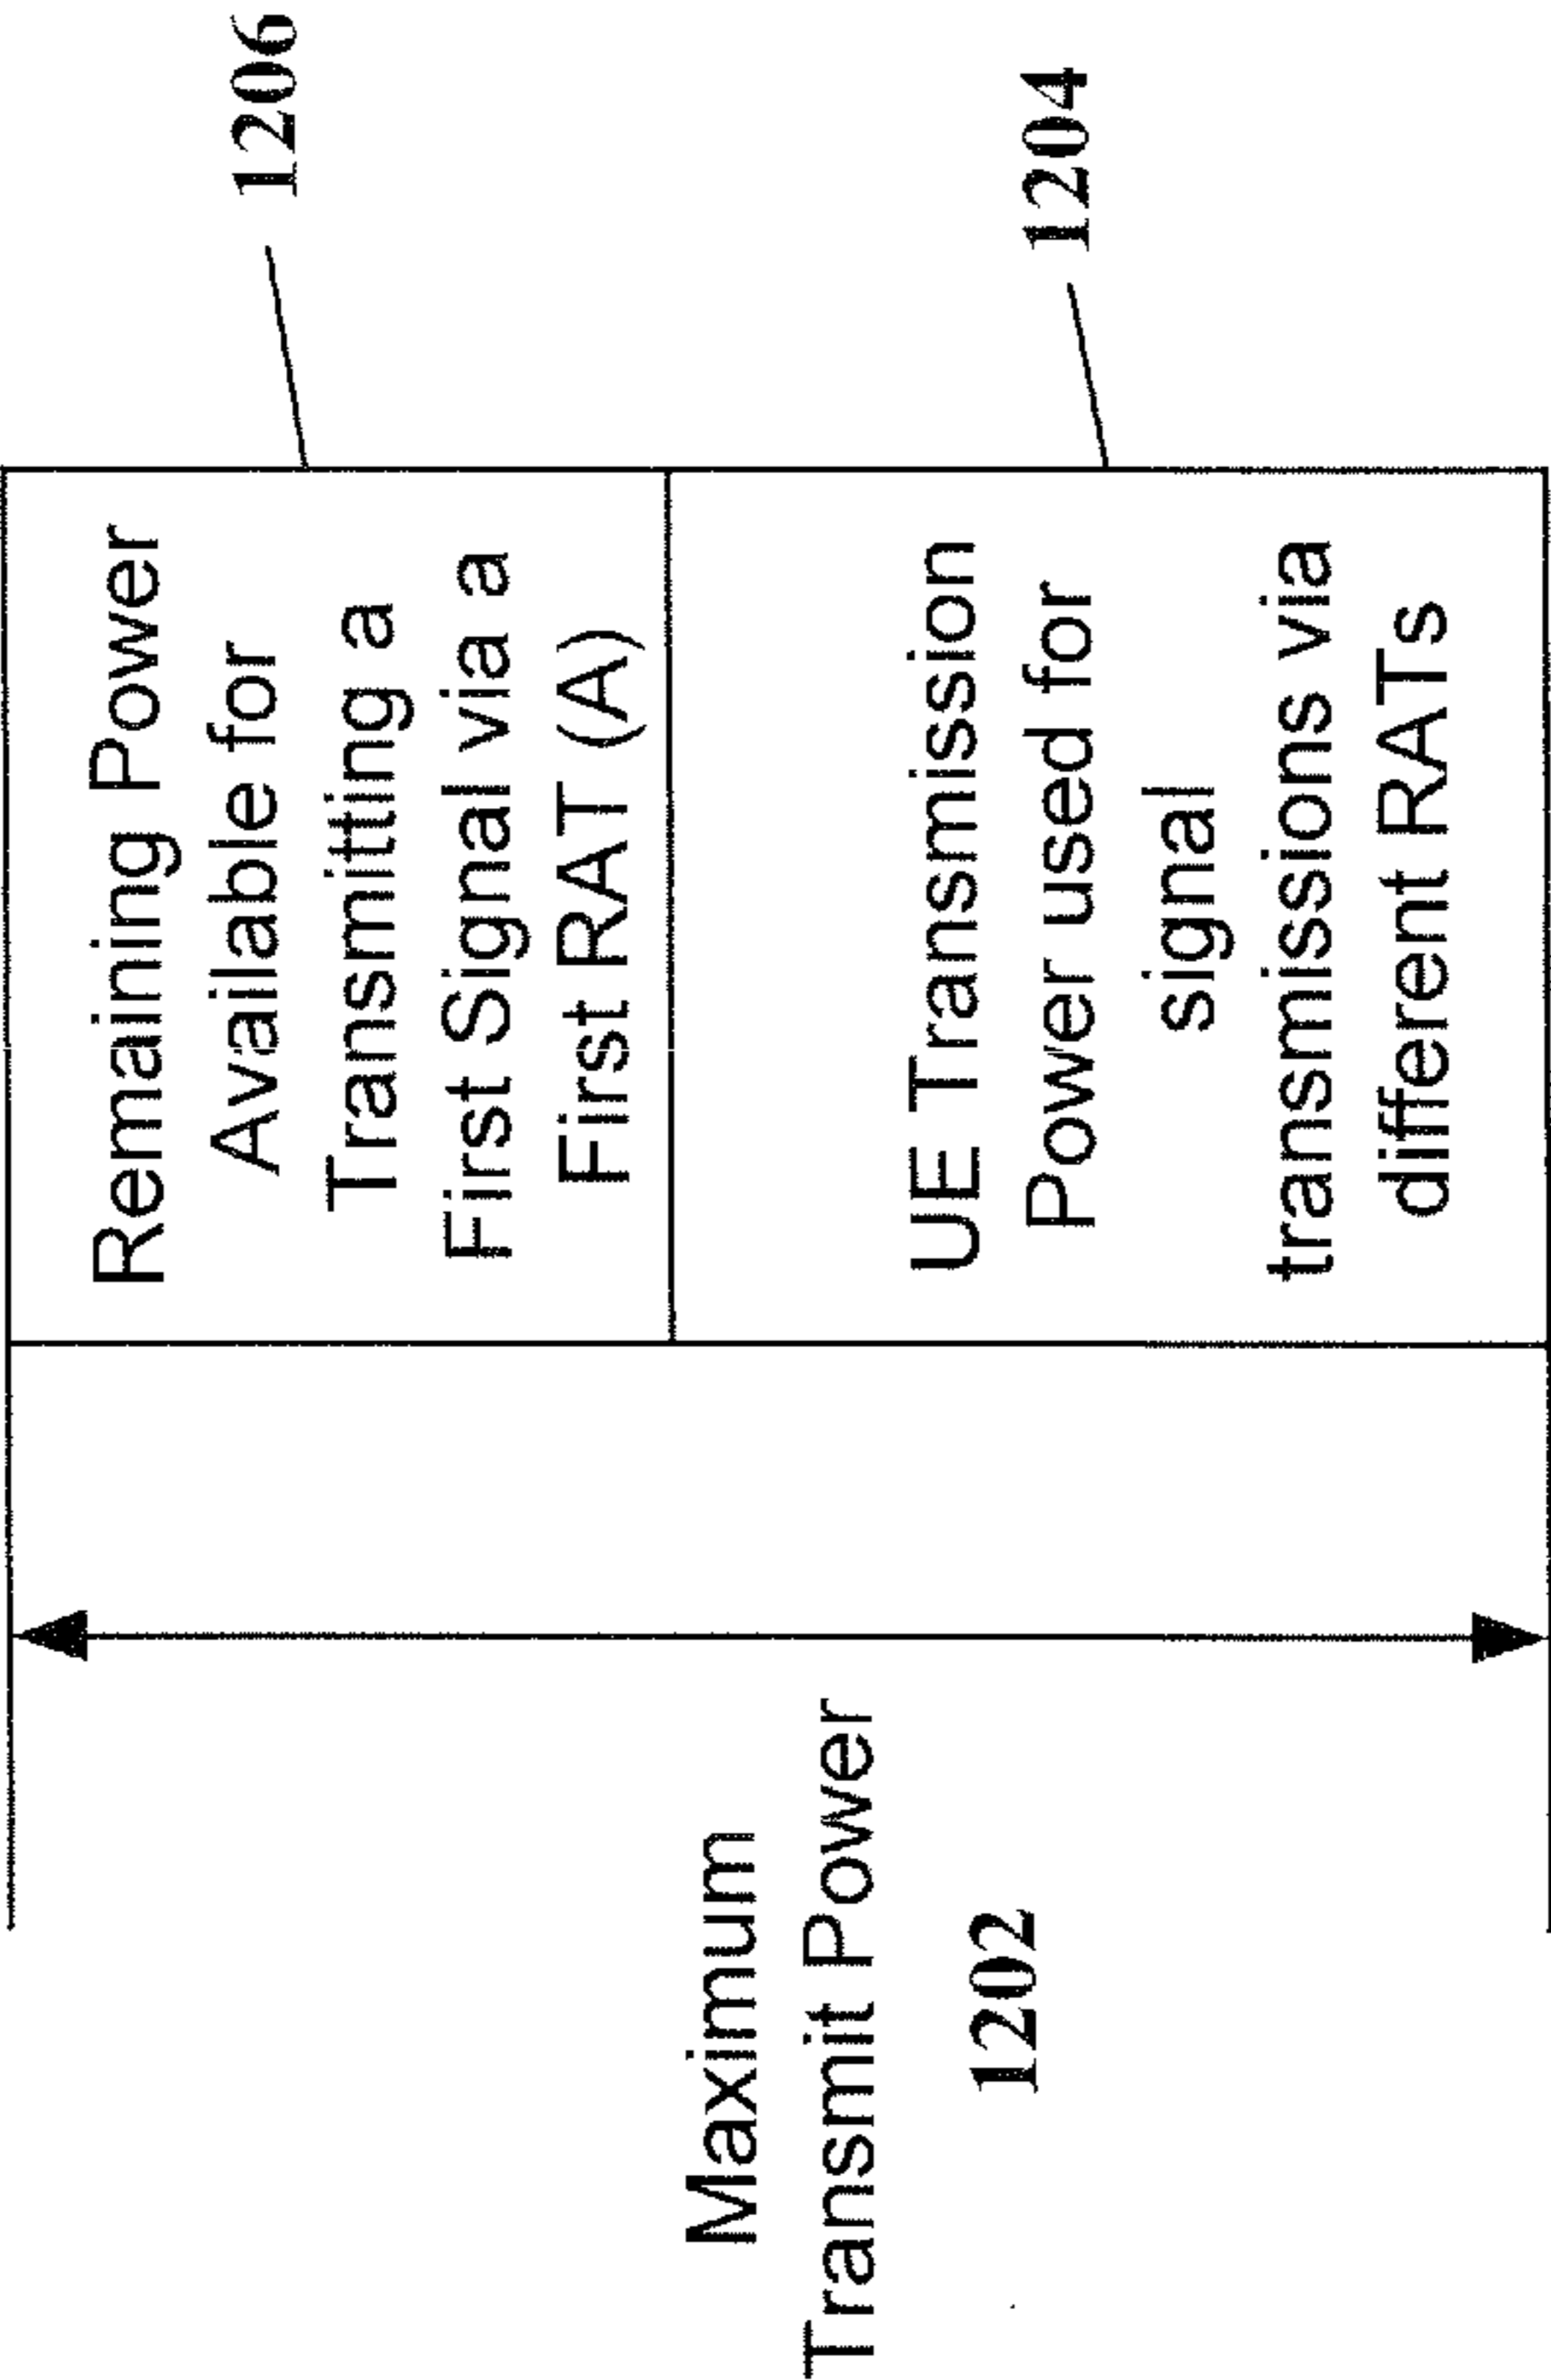 Maximum
Transmit Power
1202
Remaining Power
Available for
Transmitting a
First Signal via a
First RAT (A)
1206
UE Transmission
Power used for
signal
transmissions via
different RATs
1204